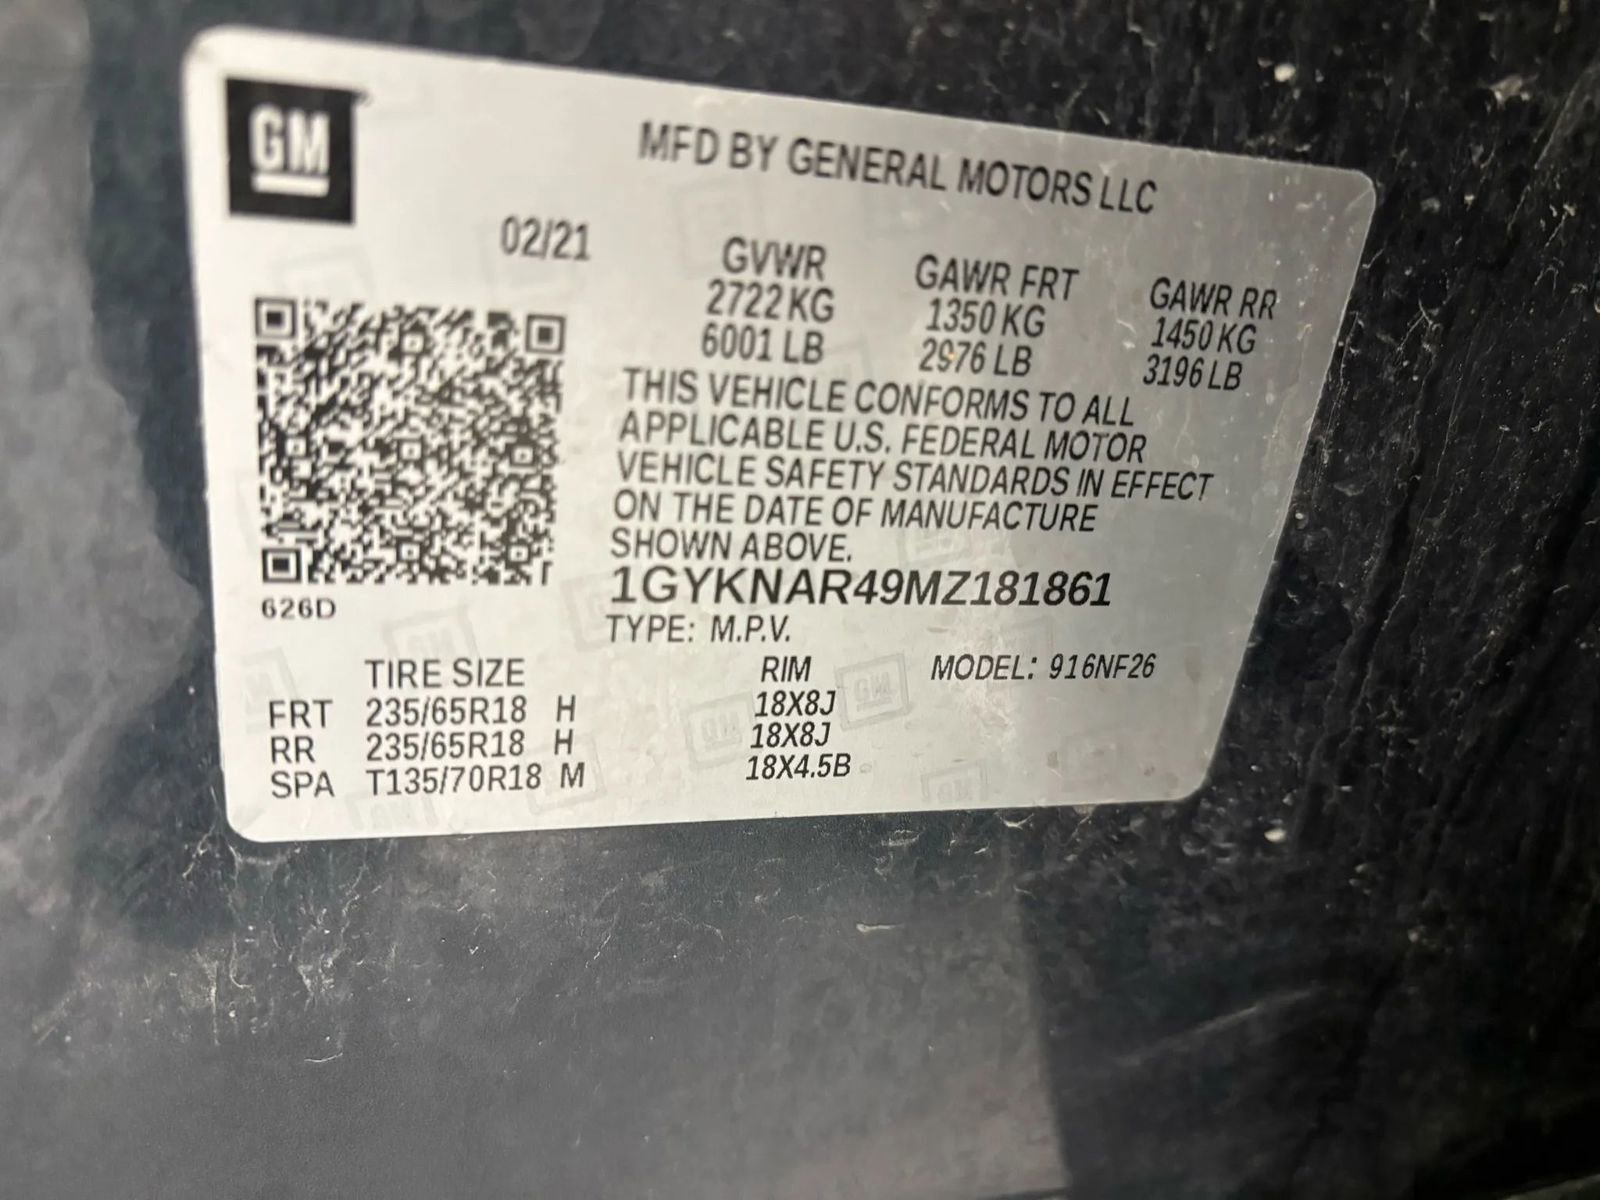 GM
MFD BY GENERAL MOTORS LLC
02/21
GVWR GAWR FRT GAWR RR
2722 KG 1350 KG 1450 KG
6001 LB 2976 LB 3196 LB
THIS VEHICLE CONFORMS TO ALL
APPLICABLE U.S. FEDERAL MOTOR
VEHICLE SAFETY STANDARDS IN EFFECT
ON THE DATE OF MANUFACTURE
SHOWN ABOVE.
626D
1GYKNAR49MZ181861
TYPE: M.P.V.
TIRE SIZE RIM MODEL: 916NF26
FRT 235/65R18 H 18X8J
RR 235/65R18 H 18X8J
SPA T135/70R18 M 18X4.5B